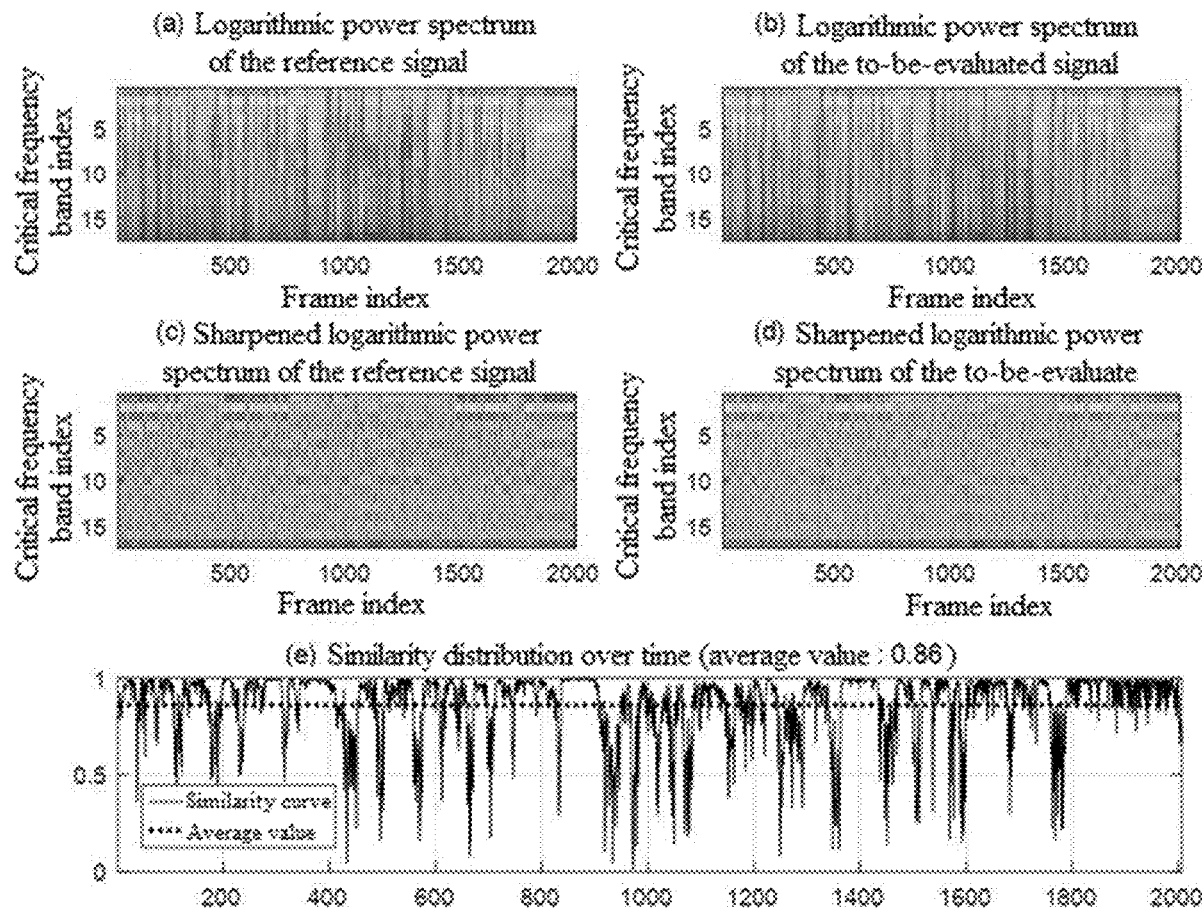 (a) Logarithmic power spectrum
of the reference signal
Critical frequency
band index
5
10
15
500 1000 1500 2000
Frame index
(b) Logarithmic power spectrum
of the to-be-evaluated signal
Critical frequency
band index
5
10
15
500 1000 1500 2000
Frame index
(c) Sharpened logarithmic power
spectrum of the reference signal
Critical frequency
band index
5
10
15
500 1000 1500 2000
Frame index
(d) Sharpened logarithmic power
spectrum of the to-be-evaluate
Critical frequency
band index
5
10
15
500 1000 1500 2000
Frame index
(e) Similarity distribution over time (average value : 0.86)
1
0.5
0
Similarity curve
Average value
200 400 600 800 1000 1200 1400 1600 1800 2000